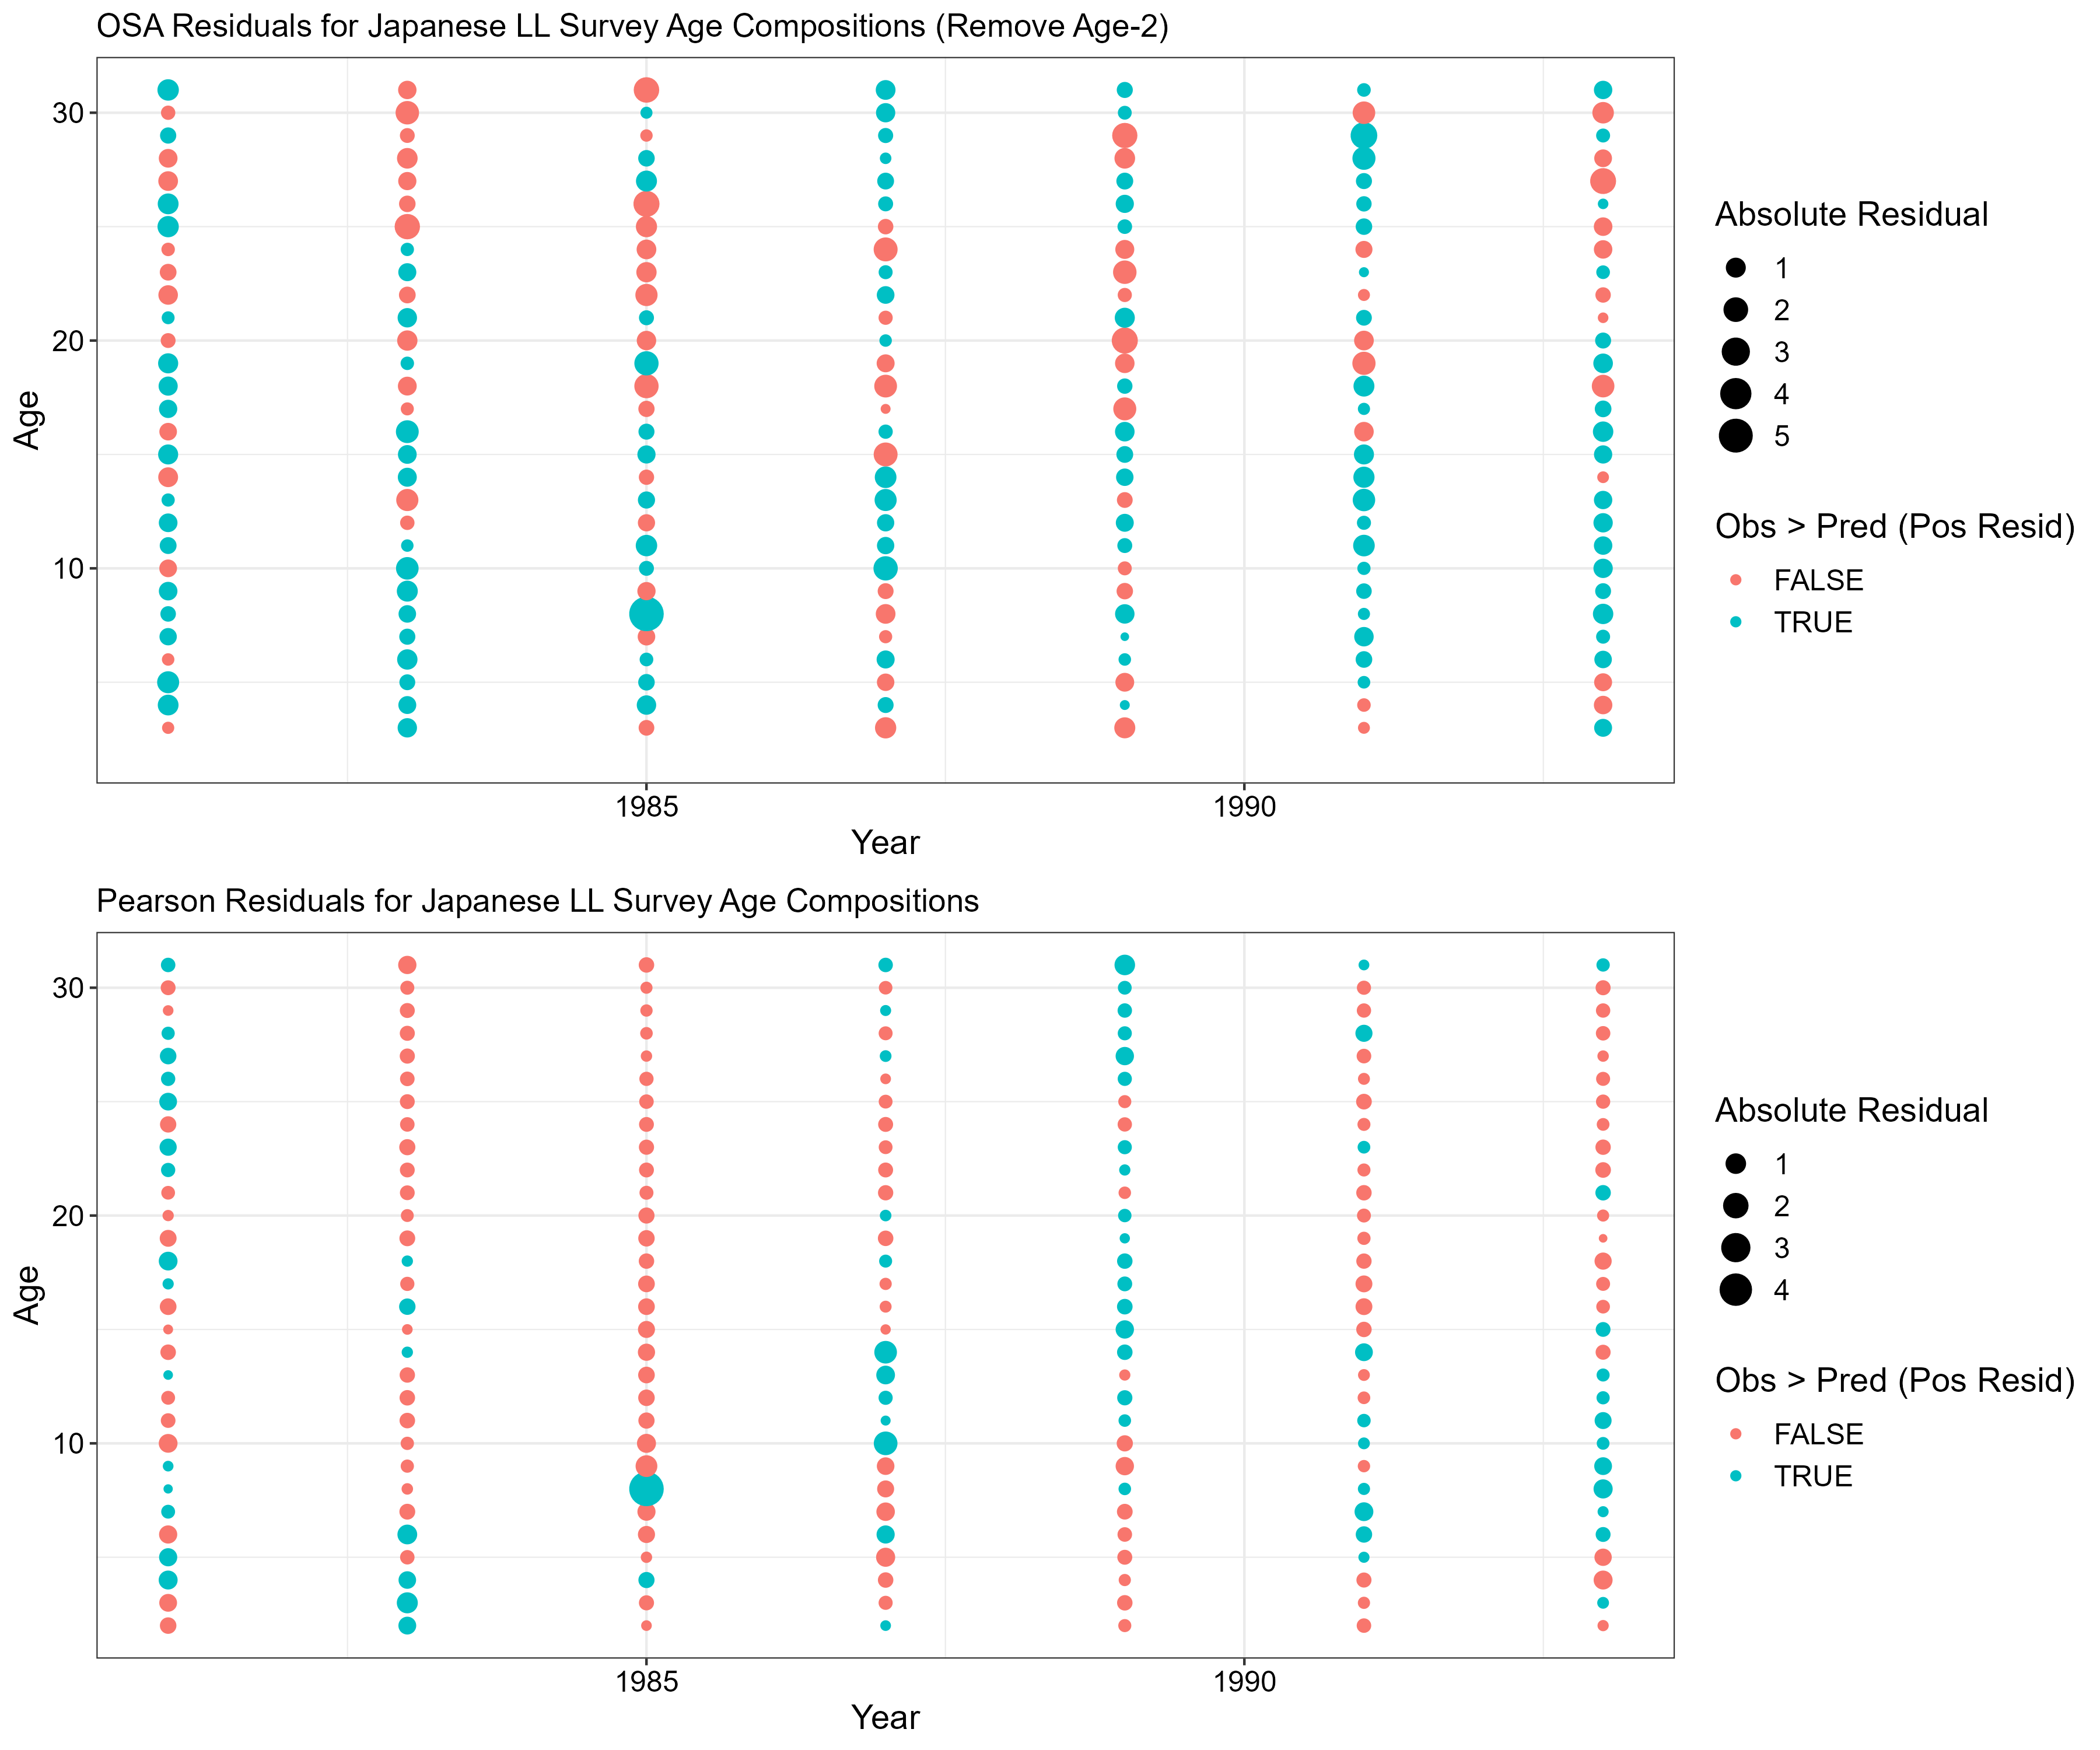 OSA Residuals for Japanese LL Survey Age Compositions (Remove Age-2)
30
20
10
Age
1985
1990
Year
Absolute Residual
1
2
3
4
5
Obs > Pred (Pos Resid)
FALSE
TRUE
Pearson Residuals for Japanese LL Survey Age Compositions
30
20
10
Age
1985
1990
Year
Absolute Residual
1
2
3
4
Obs > Pred (Pos Resid)
FALSE
TRUE